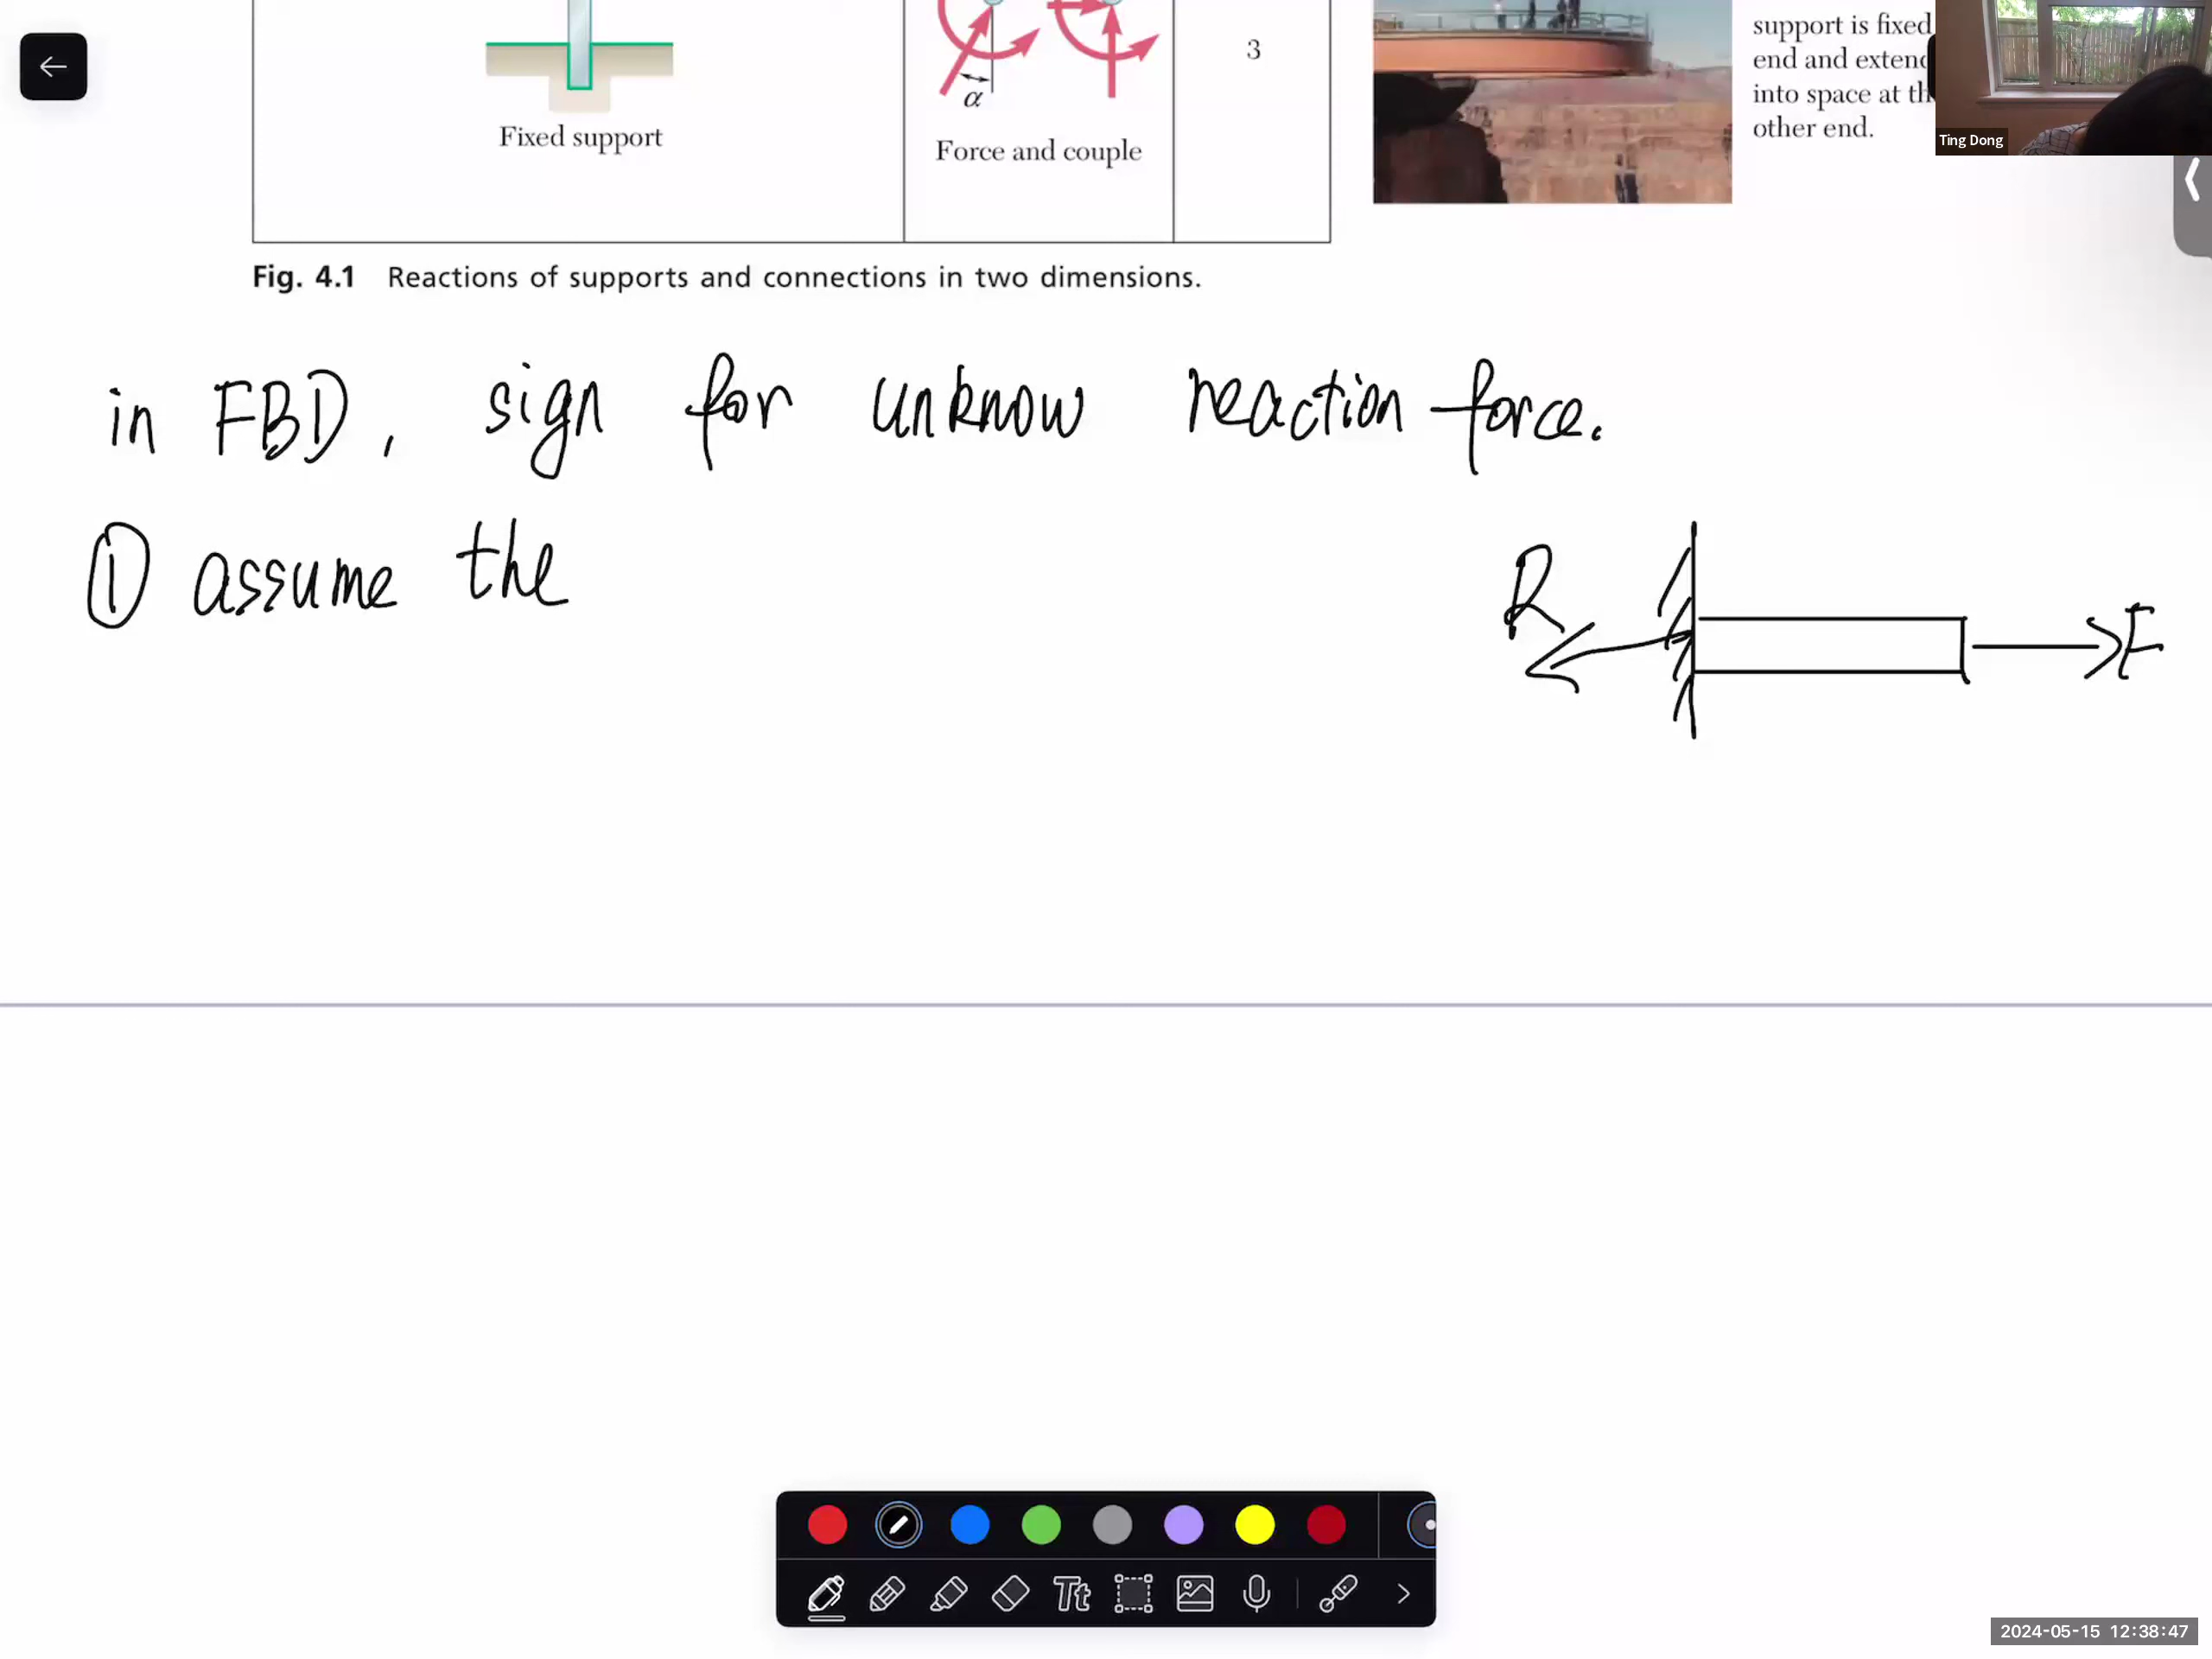 support is fixed
end and extend
into space at th
other end.
Ting Dong
3
α
Fixed support
Force and couple
Fig. 4.1 Reactions of supports and connections in two dimensions.
in FBD, sign for unknow reaction force.
① assume the
R
F
Tt
2024-05-15 12:38:47